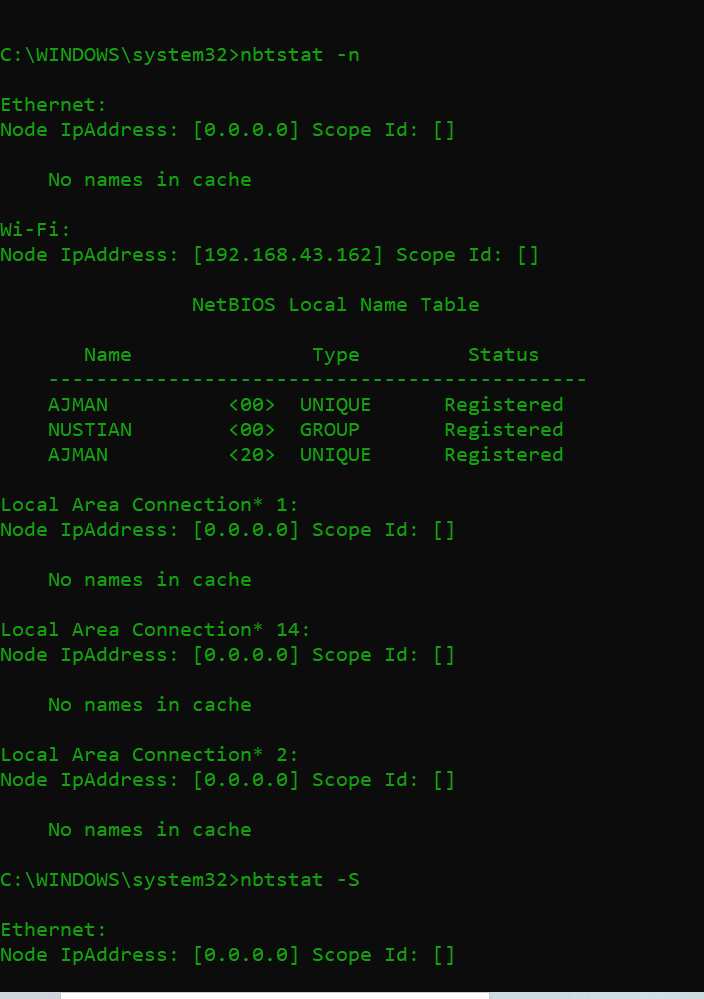 C:\WINDOWS\system32>nbtstat -n
Ethernet:
Node IpAddress: [0.0.0.0] Scope Id: []
No names in cache
Wi-Fi:
Node IpAddress: [192.168.43.162] Scope Id: []
NetBIOS Local Name Table
Name Type Status
---------------------------------------------
AJMAN <00> UNIQUE Registered
NUSTIAN <00> GROUP Registered
AJMAN <20> UNIQUE Registered
Local Area Connection* 1:
Node IpAddress: [0.0.0.0] Scope Id: []
No names in cache
Local Area Connection* 14:
Node IpAddress: [0.0.0.0] Scope Id: []
No names in cache
Local Area Connection* 2:
Node IpAddress: [0.0.0.0] Scope Id: []
No names in cache
C:\WINDOWS\system32>nbtstat -S
Ethernet:
Node IpAddress: [0.0.0.0] Scope Id: []